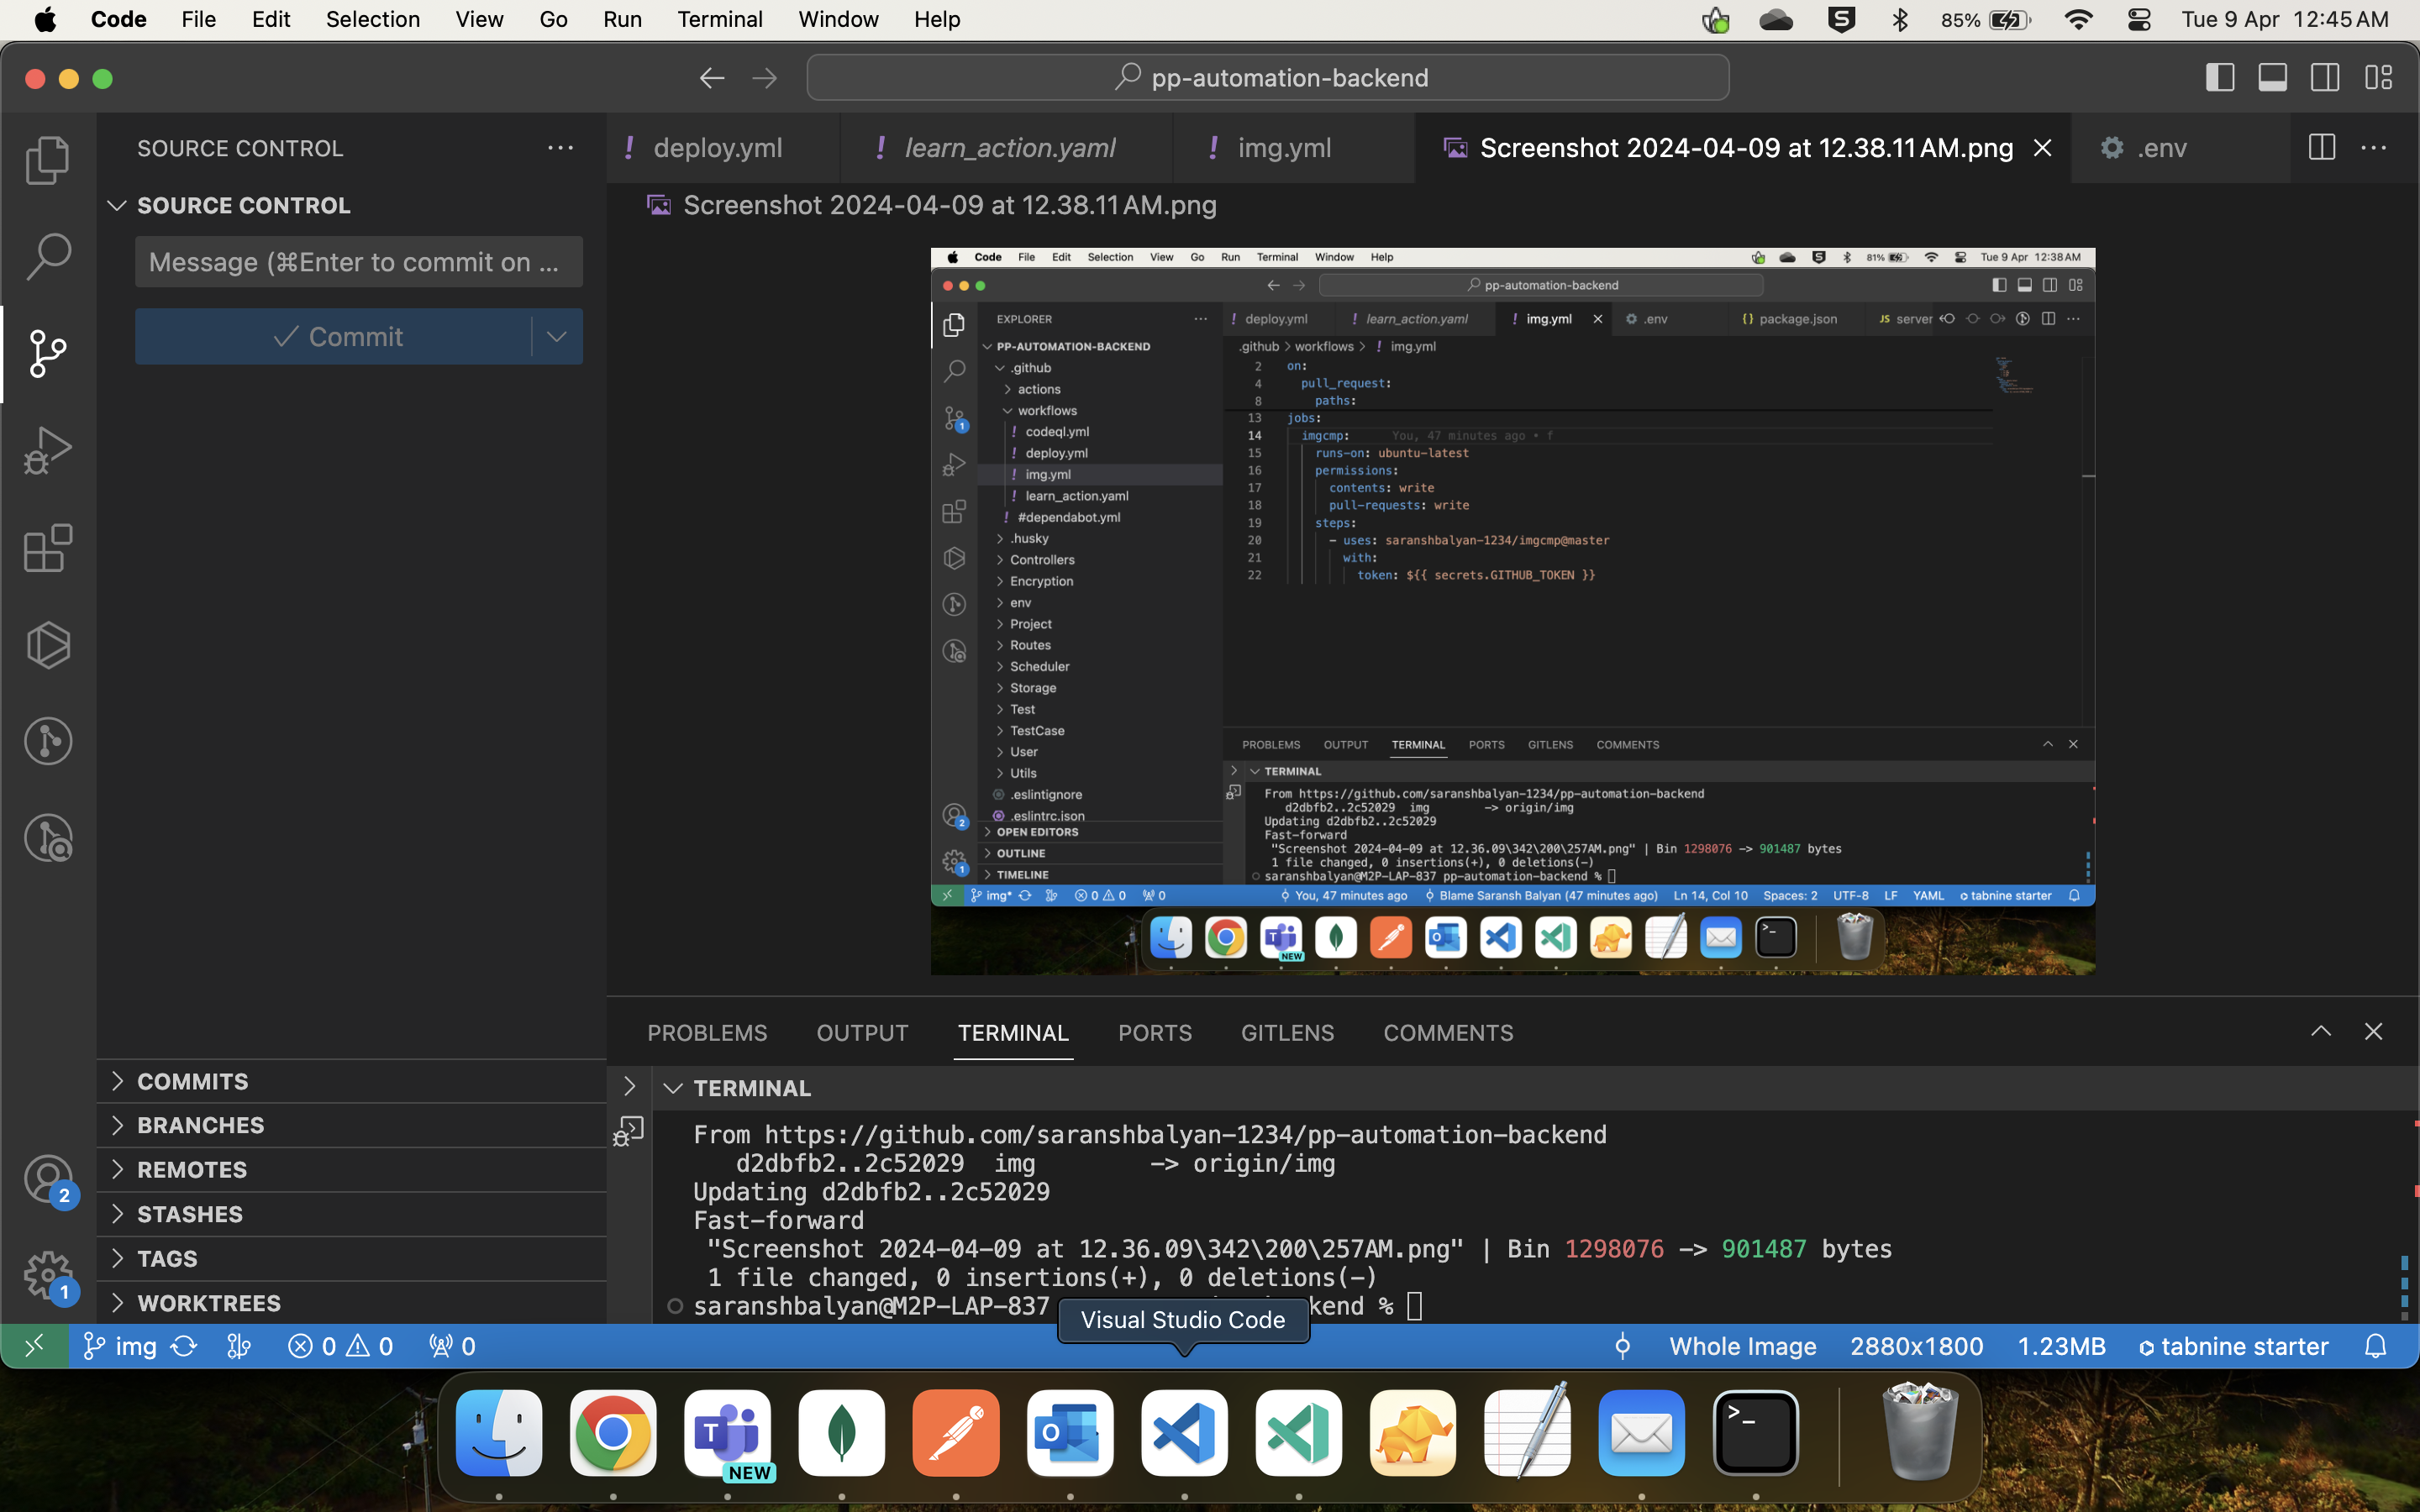 Code File Edit Selection View Go Run Terminal Window Help
85% Tue 9 Apr 12:45 AM
pp-automation-backend
SOURCE CONTROL
deploy.yml learn_action.yaml img.yml Screenshot 2024-04-09 at 12.38.11 AM.png .env
SOURCE CONTROL
Message (⌘Enter to commit on ...
Commit
Screenshot 2024-04-09 at 12.38.11 AM.png
Code File Edit Selection View Go Run Terminal Window Help
81% Tue 9 Apr 12:38 AM
pp-automation-backend
EXPLORER
deploy.yml learn_action.yaml img.yml .env {} package.json JS server
PP-AUTOMATION-BACKEND
.github > workflows > img.yml
.github
actions
workflows
codeql.yml
deploy.yml
img.yml
learn_action.yaml
#dependabot.yml
.husky
Controllers
Encryption
env
Project
Routes
Scheduler
Storage
Test
TestCase
User
Utils
.eslintignore
.eslintrc.json
OPEN EDITORS
OUTLINE
TIMELINE
1
2
1
2 on:
4 pull_request:
8 paths:
13 jobs:
14 imgcmp: You, 47 minutes ago • f
15 runs-on: ubuntu-latest
16 permissions:
17 contents: write
18 pull-requests: write
19 steps:
20 - uses: saranshbalyan-1234/imgcmp@master
21 with:
22 token: ${{ secrets.GITHUB_TOKEN }}
PROBLEMS OUTPUT TERMINAL PORTS GITLENS COMMENTS
TERMINAL
From https://github.com/saranshbalyan-1234/pp-automation-backend
d2dbfb2..2c52029 img -> origin/img
Updating d2dbfb2..2c52029
Fast-forward
"Screenshot 2024-04-09 at 12.36.09\342\200\257AM.png" | Bin 1298076 -> 901487 bytes
1 file changed, 0 insertions(+), 0 deletions(-)
saranshbalyan@M2P-LAP-837 pp-automation-backend %
img* 0 0 0 You, 47 minutes ago Blame Saransh Balyan (47 minutes ago) Ln 14, Col 10 Spaces: 2 UTF-8 LF YAML tabnine starter
NEW
COMMITS
BRANCHES
REMOTES
STASHES
TAGS
WORKTREES
2
1
PROBLEMS OUTPUT TERMINAL PORTS GITLENS COMMENTS
TERMINAL
From https://github.com/saranshbalyan-1234/pp-automation-backend
d2dbfb2..2c52029 img -> origin/img
Updating d2dbfb2..2c52029
Fast-forward
"Screenshot 2024-04-09 at 12.36.09\342\200\257AM.png" | Bin 1298076 -> 901487 bytes
1 file changed, 0 insertions(+), 0 deletions(-)
saranshbalyan@M2P-LAP-837 kend %
Visual Studio Code
img 0 0 0 Whole Image 2880x1800 1.23MB tabnine starter
NEW